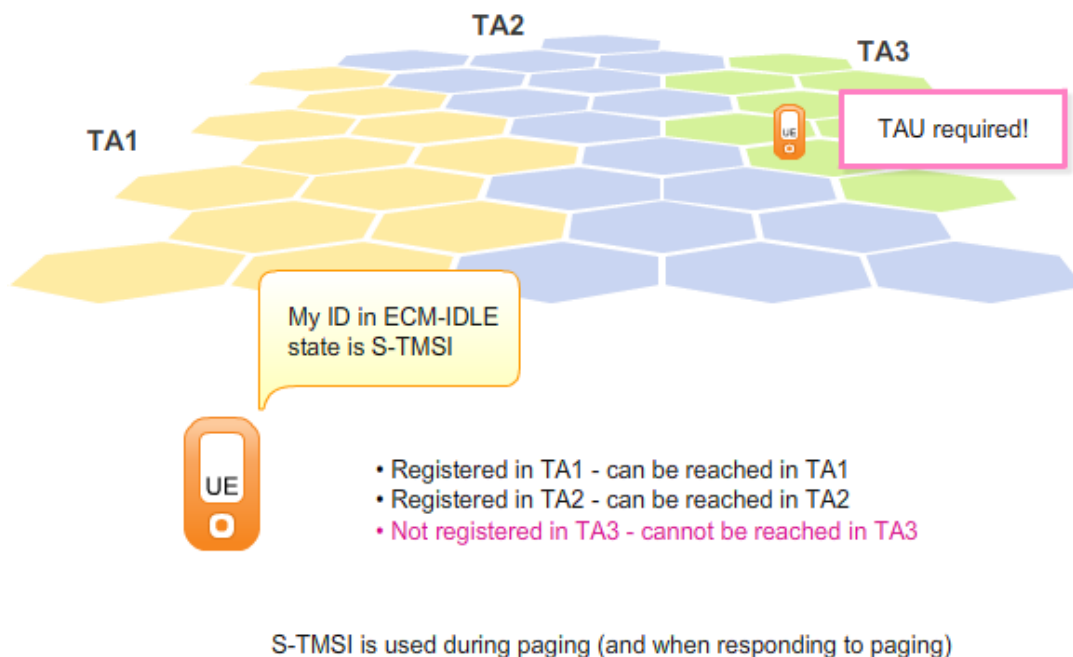 TA2
TA3
TA1
UE
TAU required!
My ID in ECM-IDLE
state is S-TMSI
UE
• Registered in TA1 - can be reached in TA1
• Registered in TA2 - can be reached in TA2
• Not registered in TA3 - cannot be reached in TA3
S-TMSI is used during paging (and when responding to paging)